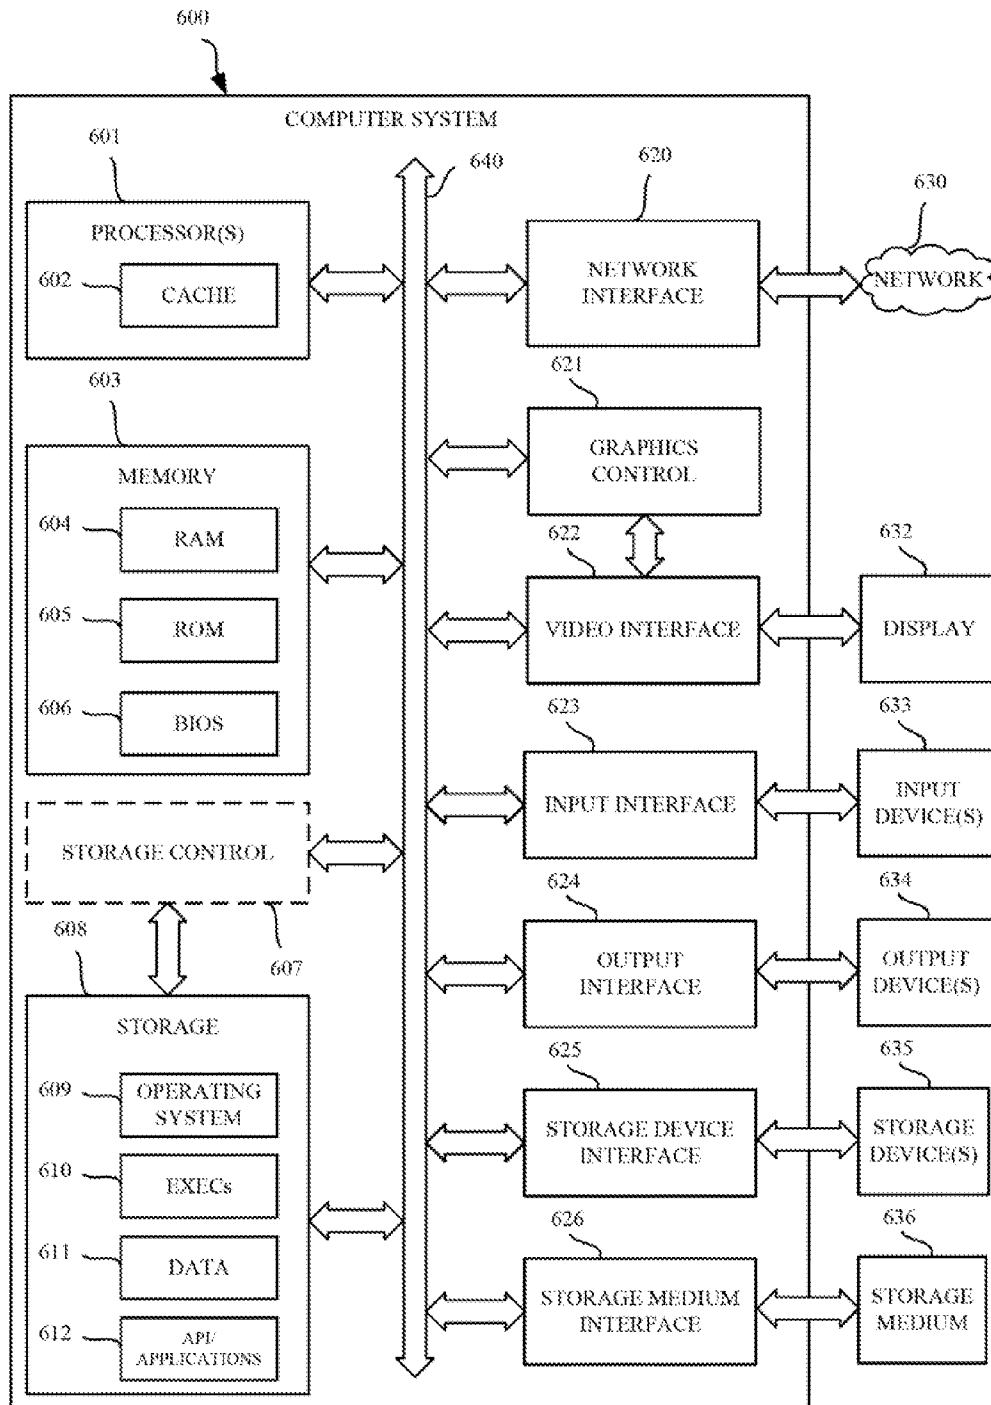 600
COMPUTER SYSTEM
601
640
620
630
PROCESSOR(S)
602
CACHE
NETWORK
INTERFACE
NETWORK
603
621
MEMORY
GRAPHICS
CONTROL
604
RAM
622
632
605
ROM
VIDEO INTERFACE
DISPLAY
606
BIOS
623
633
INPUT INTERFACE
INPUT
DEVICE(S)
STORAGE CONTROL
607
624
634
608
OUTPUT
INTERFACE
OUTPUT
DEVICE(S)
STORAGE
609
OPERATING
SYSTEM
625
635
610
EXECs
STORAGE DEVICE
INTERFACE
STORAGE
DEVICE(S)
611
DATA
626
636
612
API/
APPLICATIONS
STORAGE MEDIUM
INTERFACE
STORAGE
MEDIUM